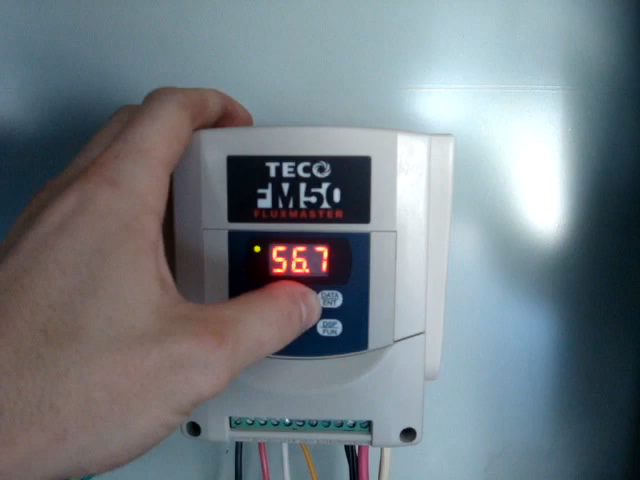 TECO
FM50
FLUXMASTER
56.7
DATA
ENT
DSP
FUN